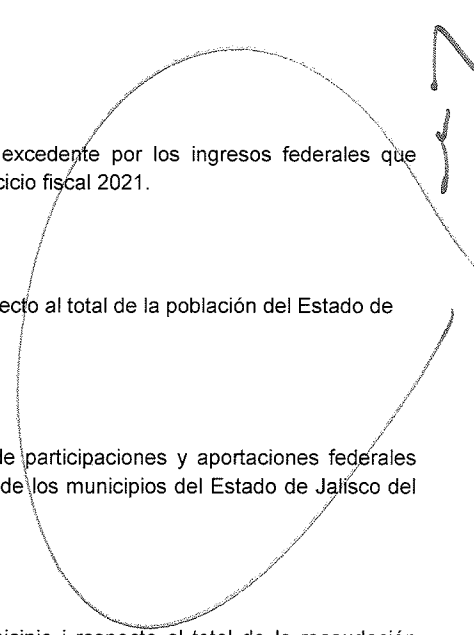 excedente por los ingresos federales que
cicio fiscal 2021.
ecto al total de la población del Estado de
de participaciones y aportaciones federales
de los municipios del Estado de Jalisco del